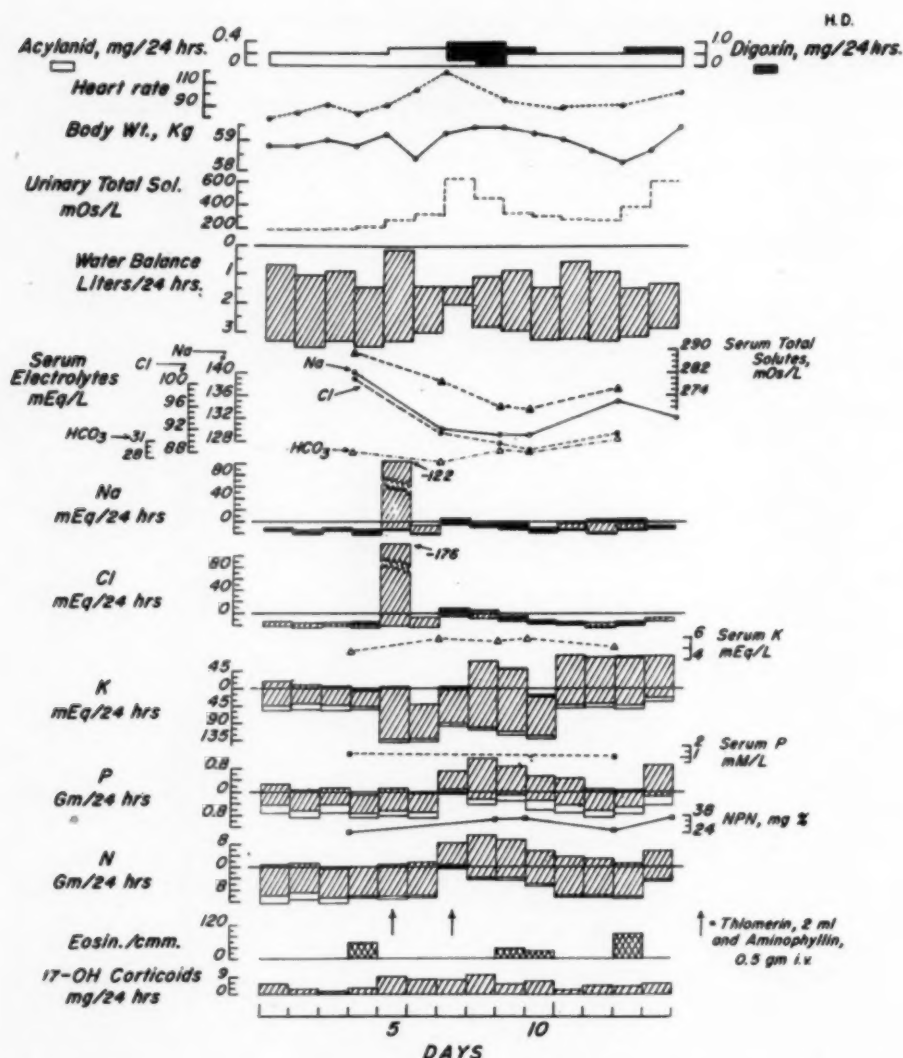 H.D.
Acylanid, mg/24 hrs. 0.4 0
1.0 0 Digoxin, mg/24 hrs.
Heart rate 110 90
Body Wt., Kg 59 58
Urinary Total Sol. mOs/L 600 400 200
Water Balance Liters/24 hrs. 0 1 2 3
Serum Electrolytes mEq/L
Na 140 136 132 128
Cl 100 96 92 88
HCO3 31 28
Na
Cl
HCO3
290 282 274 Serum Total Solutes, mOs/L
Na mEq/24 hrs 80 40 0
-122
Cl mEq/24 hrs 80 40 0
-176
6 4 Serum K mEq/L
K mEq/24 hrs 45 0 45 90 135
2 1 Serum P mM/L
P Gm/24 hrs 0.8 0 0.8
36 24 NPN, mg %
N Gm/24 hrs 8 0 8
Eosin./cmm. 120 0
= Thiomerin, 2 ml and Aminophyllin, 0.5 gm i.v.
17-OH Corticoids mg/24 hrs 9 0
5 10
DAYS